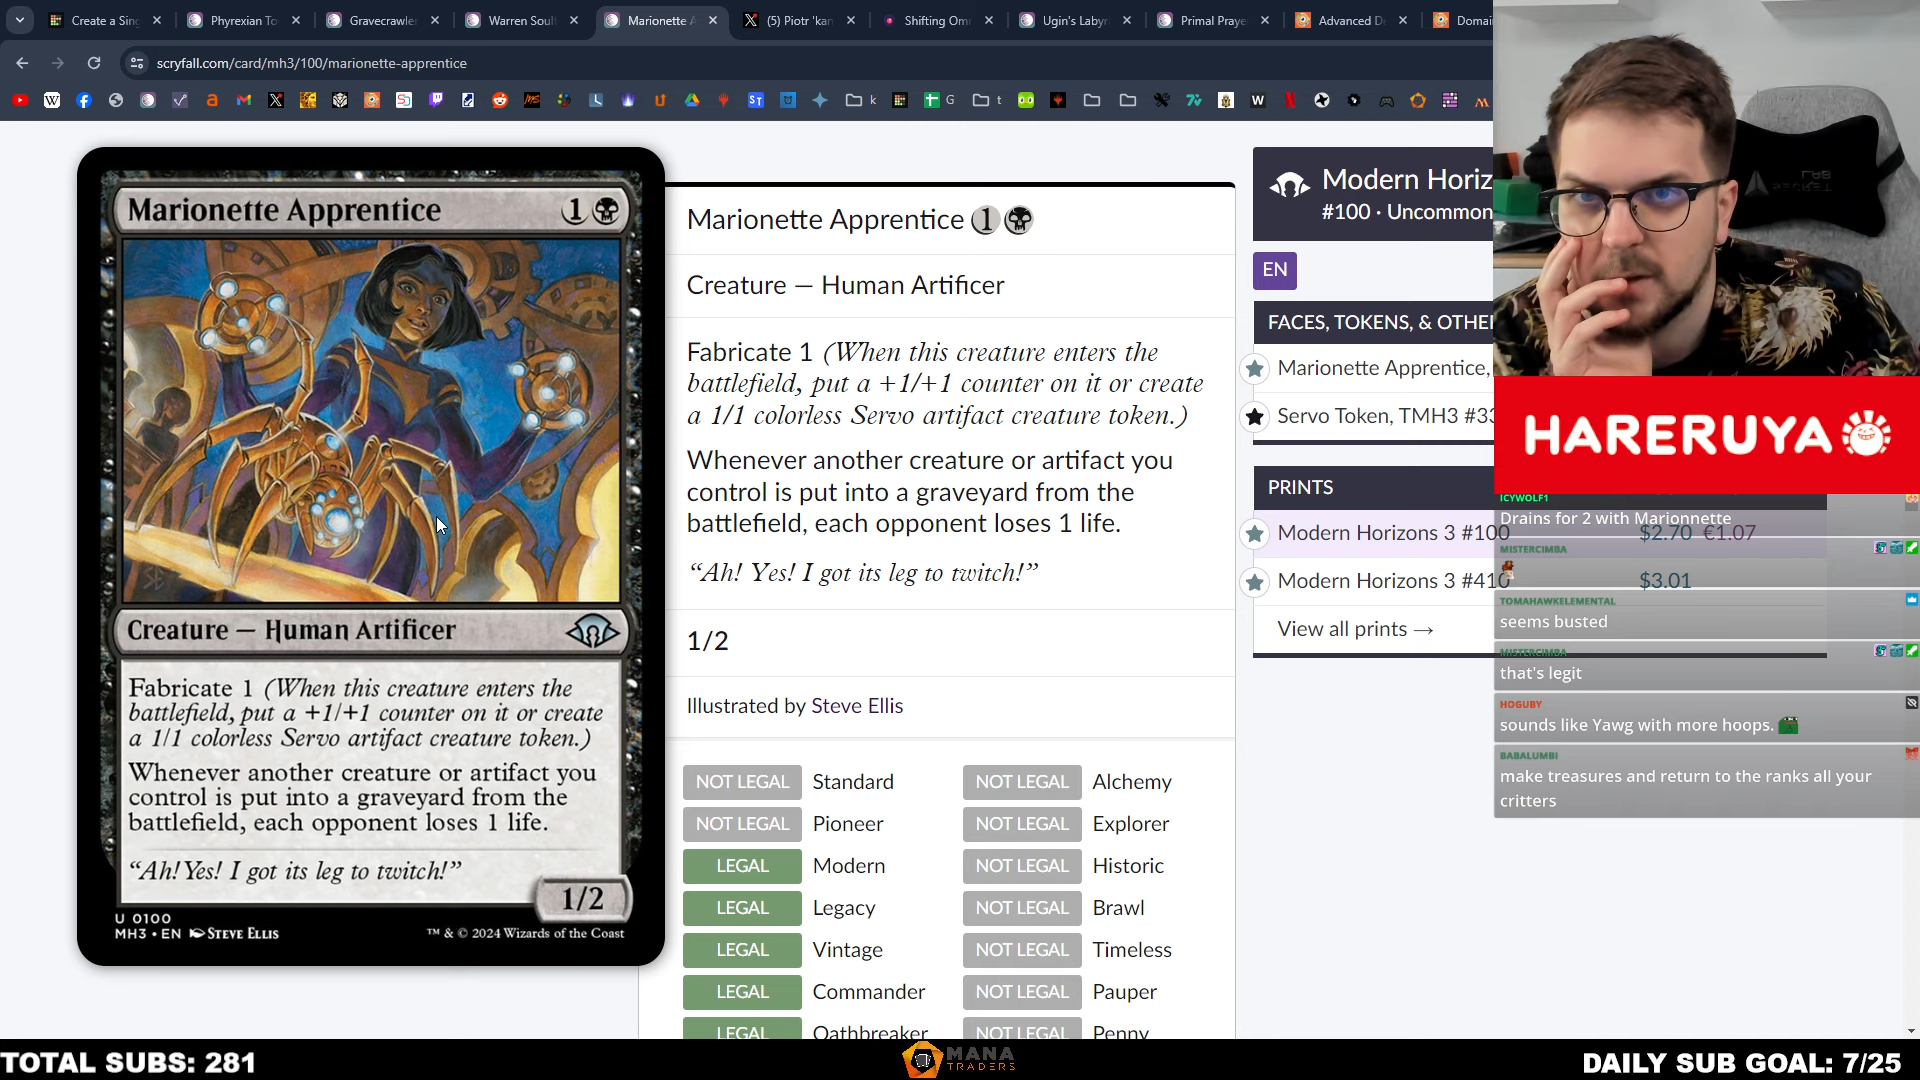 Create a Sin
Phyrexian To
Gravecrawler
Warren Soult
Marionette A
(5) Piotr 'kan
Shifting Om
Ugin's Laby
Primal Praye
Advanced D
Domai
scryfall.com/card/mh3/100/marionette-apprentice
k
G
t
Marionette Apprentice 1
Creature — Human Artificer
Fabricate 1 (When this creature enters the
battlefield, put a +1/+1 counter on it or create
a 1/1 colorless Servo artifact creature token.)
Whenever another creature or artifact you
control is put into a graveyard from the
battlefield, each opponent loses 1 life.
“Ah! Yes! I got its leg to twitch!”
1/2
U 0100
MH3 • EN STEVE ELLIS
™ & © 2024 Wizards of the Coast
Marionette Apprentice 1
Creature — Human Artificer
Fabricate 1 (When this creature enters the
battlefield, put a +1/+1 counter on it or create
a 1/1 colorless Servo artifact creature token.)
Whenever another creature or artifact you
control is put into a graveyard from the
battlefield, each opponent loses 1 life.
“Ah! Yes! I got its leg to twitch!”
1/2
Illustrated by Steve Ellis
NOT LEGAL Standard NOT LEGAL Alchemy
NOT LEGAL Pioneer NOT LEGAL Explorer
LEGAL Modern NOT LEGAL Historic
LEGAL Legacy NOT LEGAL Brawl
LEGAL Vintage NOT LEGAL Timeless
LEGAL Commander NOT LEGAL Pauper
LEGAL Oathbreaker NOT LEGAL Penny
Modern Horiz
#100 · Uncommon
EN
FACES, TOKENS, & OTHE
Marionette Apprentice,
Servo Token, TMH3 #33
PRINTS
Modern Horizons 3 #100 $2.70 €1.07
Modern Horizons 3 #410 $3.01
View all prints →
HARERUYA
ICYWOLF1
Drains for 2 with Marionnette
MISTERCIMBA
TOMAHAWKELEMENTAL
seems busted
MISTERCIMBA
that's legit
HOGUBY
sounds like Yawg with more hoops.
BABALUMBI
make treasures and return to the ranks all your
critters
TOTAL SUBS: 281
MANA
TRADERS
DAILY SUB GOAL: 7/25